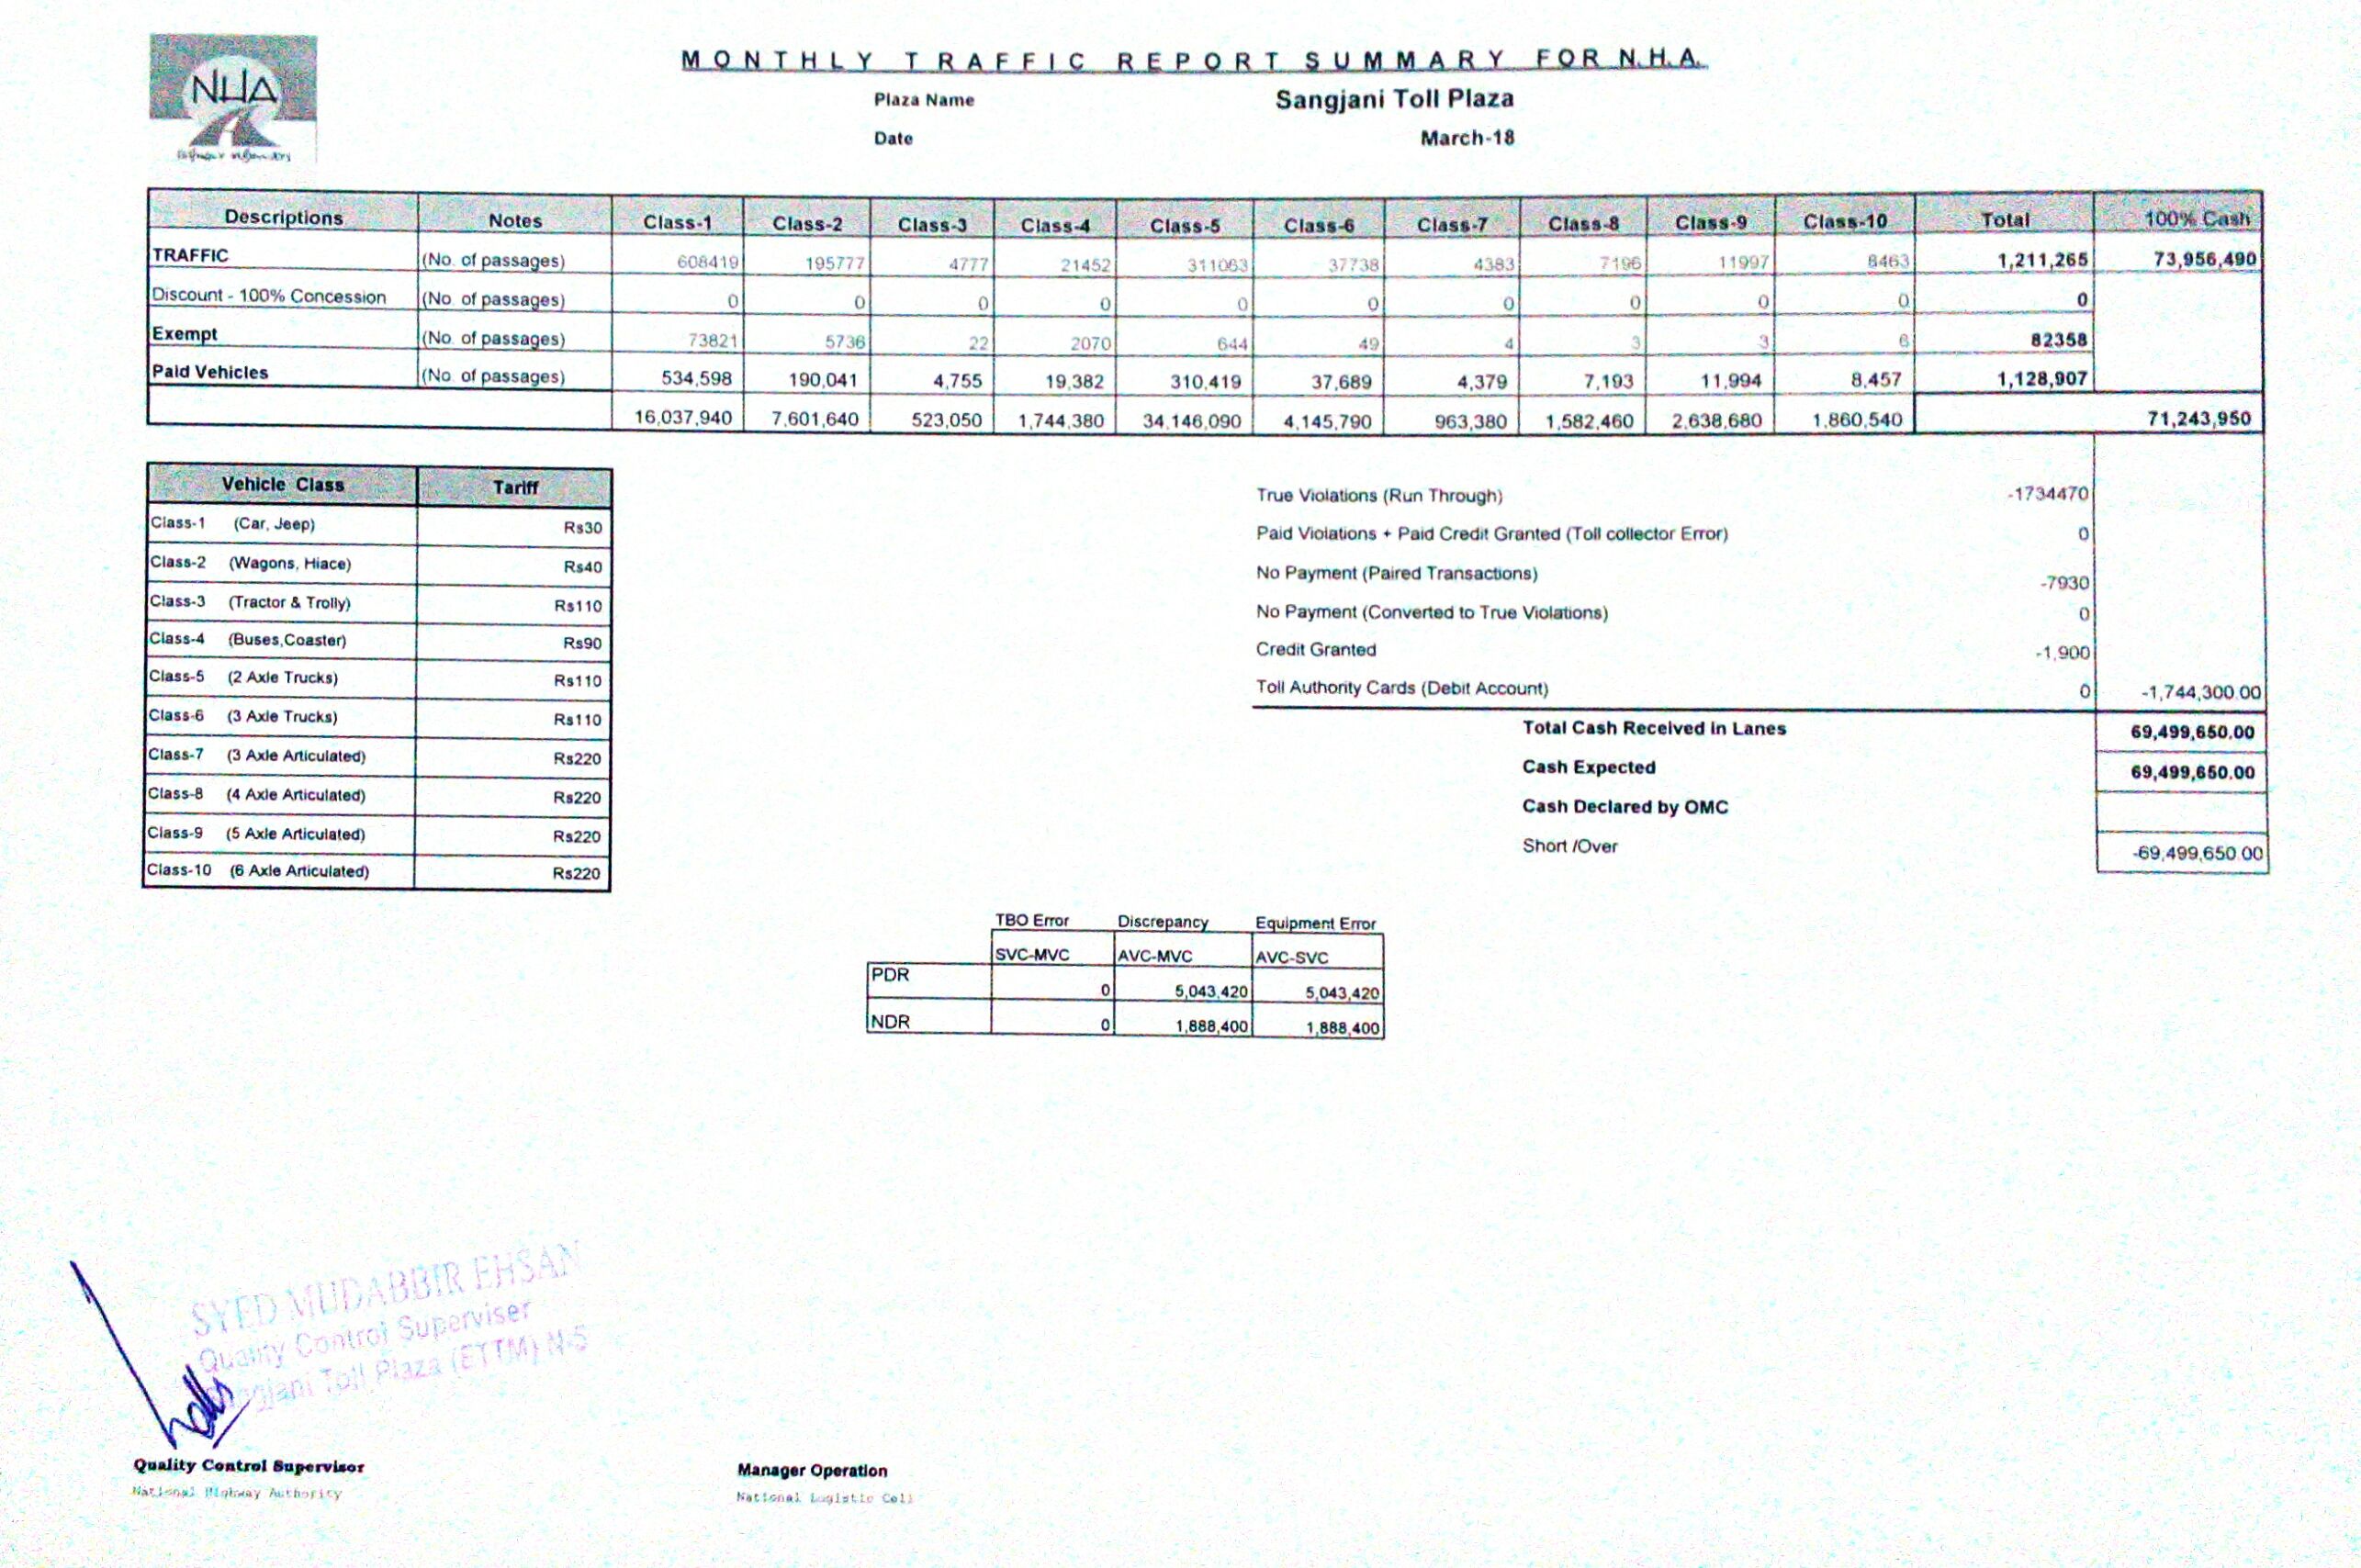 NHA
MONTHLY TRAFFIC REPORT SUMMARY FOR N.H.A.
Plaza Name Sangjani Toll Plaza
Date March-18
Descriptions Notes Class-1 Class-2 Class-3 Class-4 Class-5 Class-6 Class-7 Class-8 Class-9 Class-10 Total 100% Cash
TRAFFIC (No. of passages) 608419 195777 4777 21452 311063 37738 4383 7196 11997 8463 1,211,265 73,956,490
Discount - 100% Concession (No. of passages) 0 0 0 0 0 0 0 0 0 0 0
Exempt (No. of passages) 73821 5736 22 2070 644 49 4 3 3 6 82358
Paid Vehicles (No. of passages) 534,598 190,041 4,755 19,382 310,419 37,689 4,379 7,193 11,994 8,457 1,128,907
16,037,940 7,601,640 523,050 1,744,380 34,146,090 4,145,790 963,380 1,582,460 2,638,680 1,860,540 71,243,950
Vehicle Class Tariff
Class-1 (Car, Jeep) Rs30
Class-2 (Wagons, Hiace) Rs40
Class-3 (Tractor & Trolly) Rs110
Class-4 (Buses,Coaster) Rs90
Class-5 (2 Axle Trucks) Rs110
Class-6 (3 Axle Trucks) Rs110
Class-7 (3 Axle Articulated) Rs220
Class-8 (4 Axle Articulated) Rs220
Class-9 (5 Axle Articulated) Rs220
Class-10 (6 Axle Articulated) Rs220
True Violations (Run Through) -1734470
Paid Violations + Paid Credit Granted (Toll collector Error) 0
No Payment (Paired Transactions) -7930
No Payment (Converted to True Violations) 0
Credit Granted -1,900
Toll Authority Cards (Debit Account) 0 -1,744,300.00
Total Cash Received in Lanes 69,499,650.00
Cash Expected 69,499,650.00
Cash Declared by OMC
Short /Over -69,499,650.00
TBO Error Discrepancy Equipment Error
SVC-MVC AVC-MVC AVC-SVC
PDR 0 5,043,420 5,043,420
NDR 0 1,888,400 1,888,400
SYED MUDABBIR EHSAN
Quality Control Superviser
Sangjani Toll Plaza (ETTM) N-5
Quality Control Supervisor
National Highway Authority
Manager Operation
National Logistic Cell